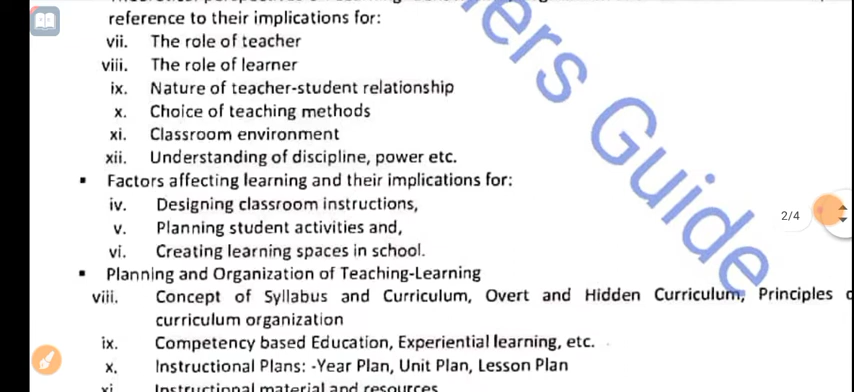 reference to their implications for:
vii. The role of teacher
viii. The role of learner
ix. Nature of teacher-student relationship
x. Choice of teaching methods
xi. Classroom environment
xii. Understanding of discipline, power etc.
▪ Factors affecting learning and their implications for:
iv. Designing classroom instructions,
v. Planning student activities and,
vi. Creating learning spaces in school.
▪ Planning and Organization of Teaching-Learning
viii. Concept of Syllabus and Curriculum, Overt and Hidden Curriculum, Principles
curriculum organization
ix. Competency based Education, Experiential learning, etc.
x. Instructional Plans: -Year Plan, Unit Plan, Lesson Plan
xi. Instructional material and resources
ers Guide
2/4